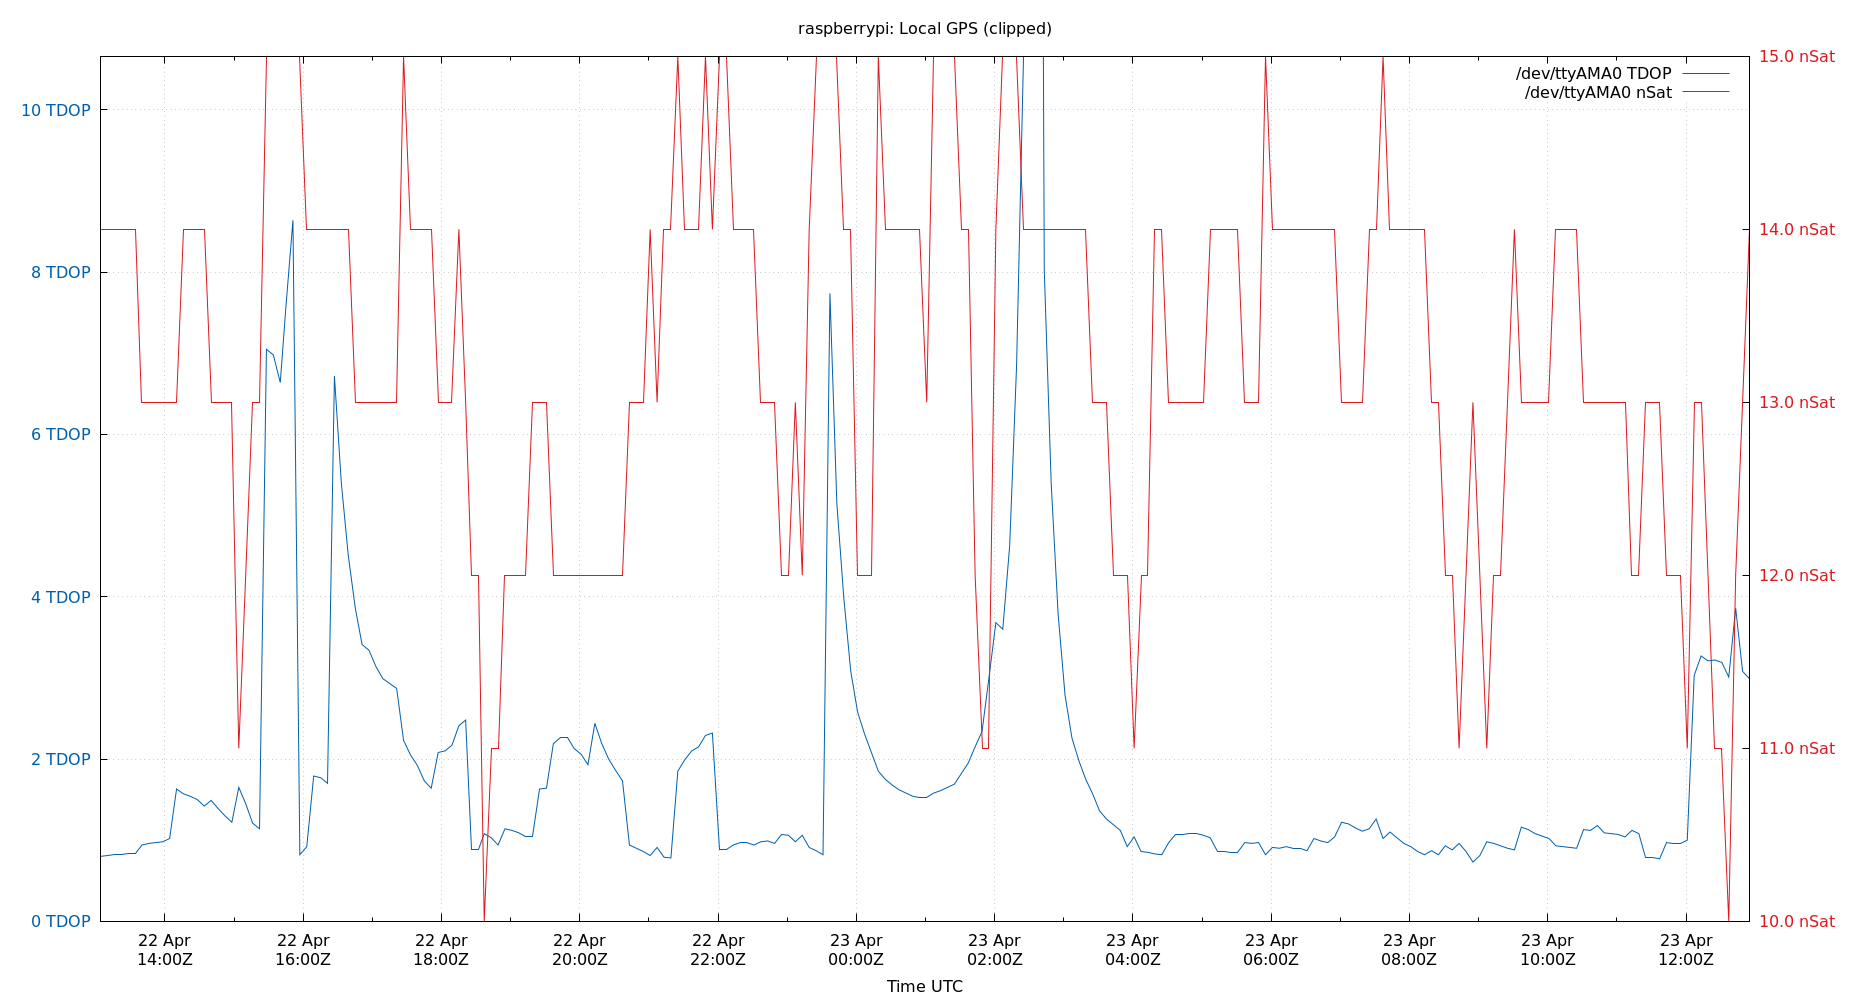 raspberrypi: Local GPS (clipped)
/dev/ttyAMA0 TDOP
/dev/ttyAMA0 nSat
10 TDOP
8 TDOP
6 TDOP
4 TDOP
2 TDOP
0 TDOP
15.0 nSat
14.0 nSat
13.0 nSat
12.0 nSat
11.0 nSat
10.0 nSat
22 Apr 22 Apr 22 Apr 22 Apr 22 Apr 23 Apr 23 Apr 23 Apr 23 Apr 23 Apr 23 Apr 23 Apr
14:00Z 16:00Z 18:00Z 20:00Z 22:00Z 00:00Z 02:00Z 04:00Z 06:00Z 08:00Z 10:00Z 12:00Z
Time UTC